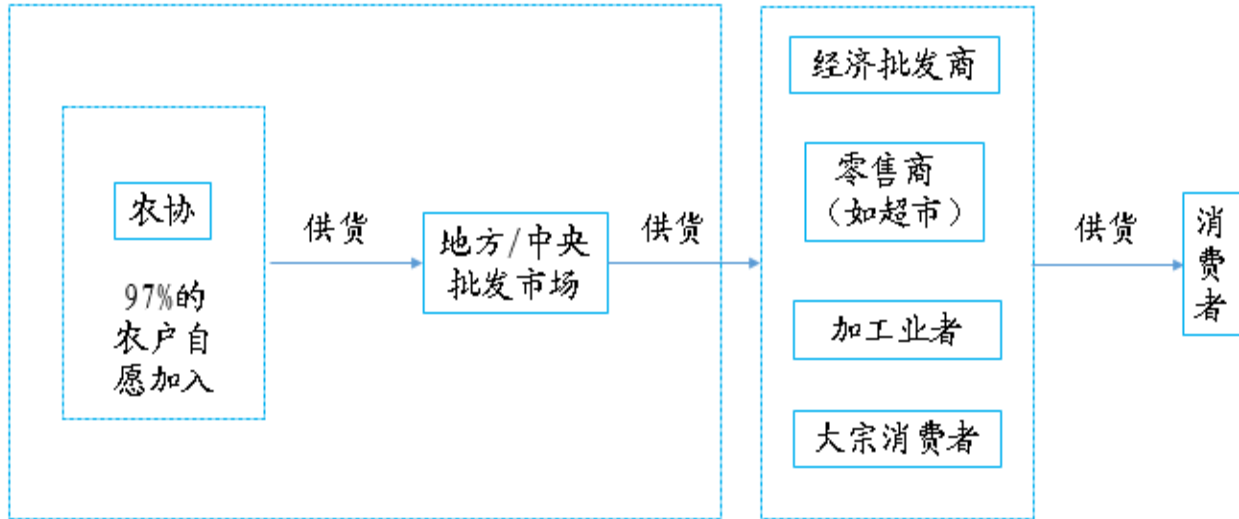 农协
97%的
农户自
愿加入
供货
地方/中央
批发市场
供货
经济批发商
零售商
（如超市）
加工业者
大宗消费者
供货
消
费
者